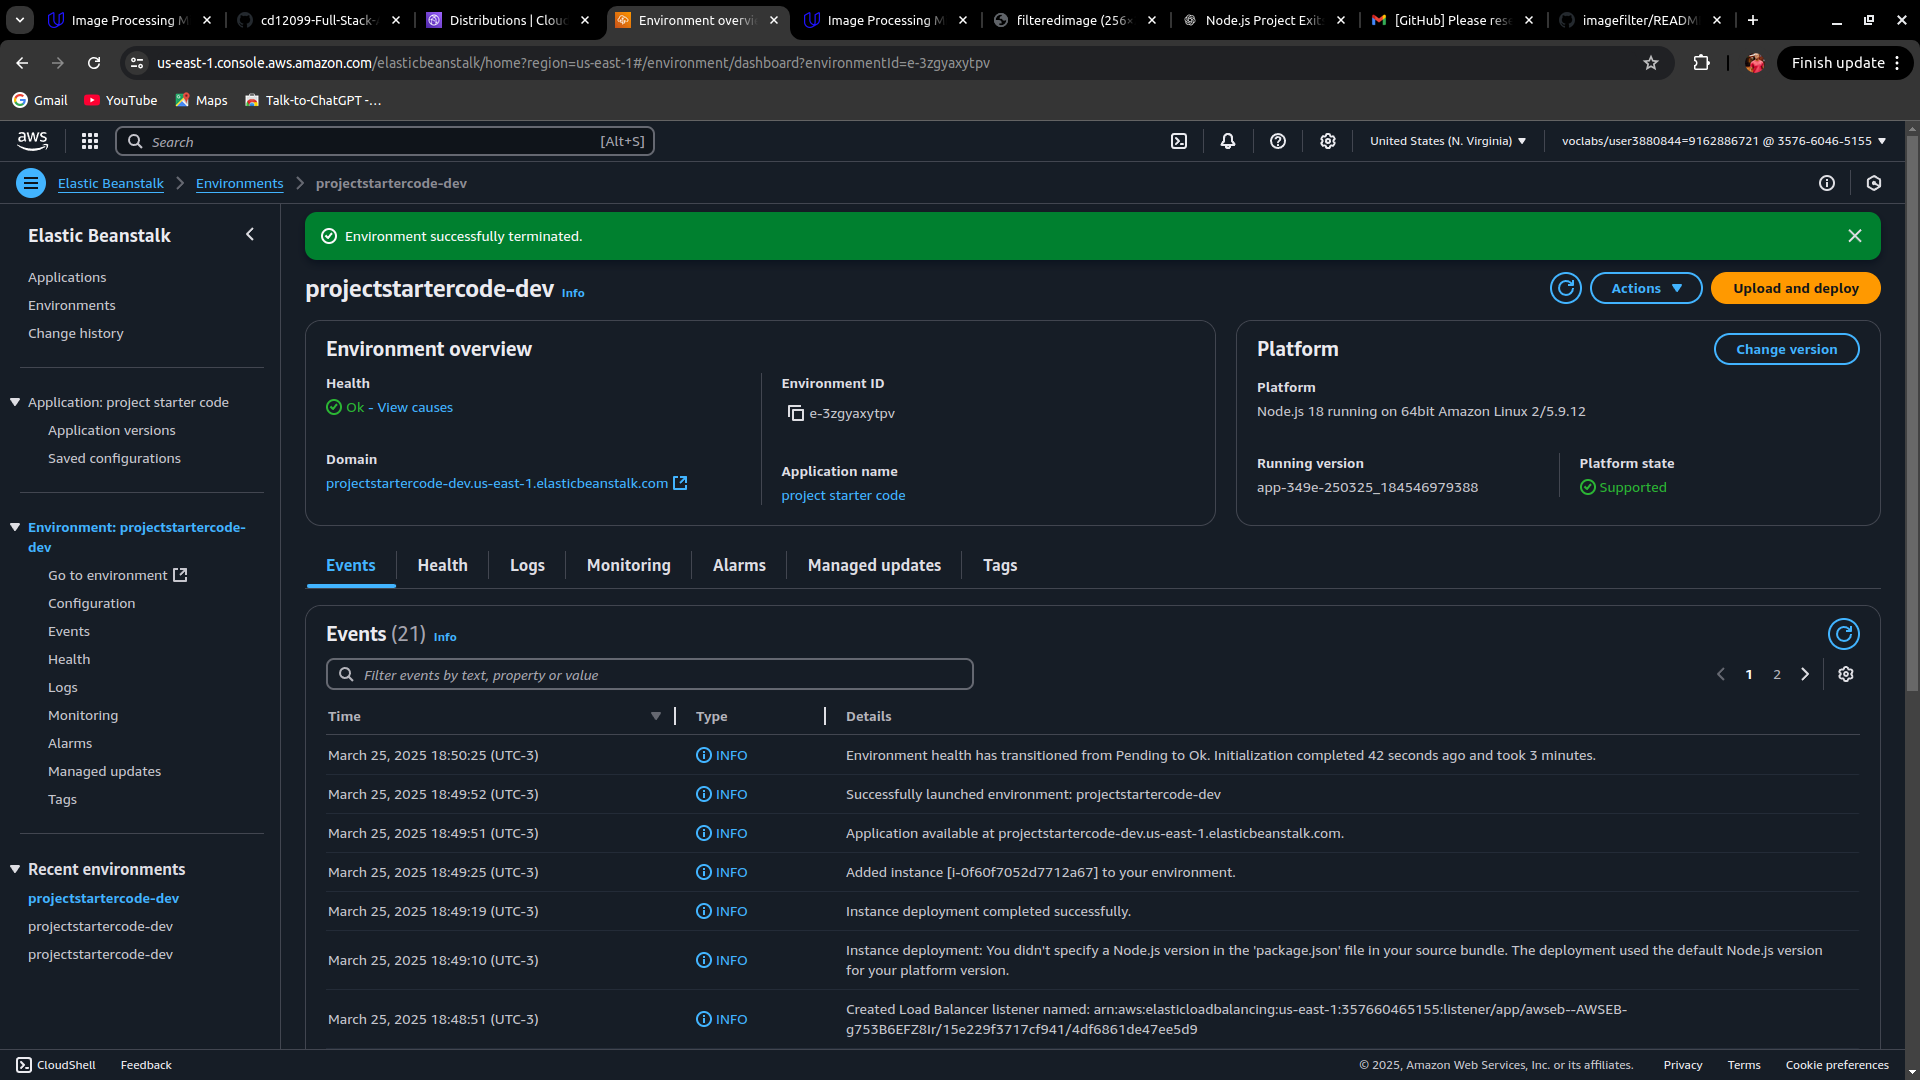 Image Processing M
cd12099-Full-Stack-
Distributions | Clou
Environment overvi
Image Processing M
filteredimage (256×
Node.js Project Exit
[GitHub] Please res
imagefilter/READM
us-east-1.console.aws.amazon.com/elasticbeanstalk/home?region=us-east-1#/environment/dashboard?environmentId=e-3zgyaxytpv
Finish update
Gmail
YouTube
Maps
Talk-to-ChatGPT -...
aws
Search
[Alt+S]
United States (N. Virginia)
voclabs/user3880844=9162886721 @ 3576-6046-5155
Elastic Beanstalk
Environments
projectstartercode-dev
Elastic Beanstalk
Applications
Environments
Change history
Application: project starter code
Application versions
Saved configurations
Environment: projectstartercode-
dev
Go to environment
Configuration
Events
Health
Logs
Monitoring
Alarms
Managed updates
Tags
Recent environments
projectstartercode-dev
projectstartercode-dev
projectstartercode-dev
Environment successfully terminated.
projectstartercode-dev Info
Actions
Upload and deploy
Environment overview
Health
Ok - View causes
Domain
projectstartercode-dev.us-east-1.elasticbeanstalk.com
Environment ID
e-3zgyaxytpv
Application name
project starter code
Platform
Change version
Platform
Node.js 18 running on 64bit Amazon Linux 2/5.9.12
Running version
app-349e-250325_184546979388
Platform state
Supported
Events
Health
Logs
Monitoring
Alarms
Managed updates
Tags
Events (21) Info
Filter events by text, property or value
1
2
Time
Type
Details
March 25, 2025 18:50:25 (UTC-3)
INFO
Environment health has transitioned from Pending to Ok. Initialization completed 42 seconds ago and took 3 minutes.
March 25, 2025 18:49:52 (UTC-3)
INFO
Successfully launched environment: projectstartercode-dev
March 25, 2025 18:49:51 (UTC-3)
INFO
Application available at projectstartercode-dev.us-east-1.elasticbeanstalk.com.
March 25, 2025 18:49:25 (UTC-3)
INFO
Added instance [i-0f60f7052d7712a67] to your environment.
March 25, 2025 18:49:19 (UTC-3)
INFO
Instance deployment completed successfully.
March 25, 2025 18:49:10 (UTC-3)
INFO
Instance deployment: You didn't specify a Node.js version in the 'package.json' file in your source bundle. The deployment used the default Node.js version
for your platform version.
March 25, 2025 18:48:51 (UTC-3)
INFO
Created Load Balancer listener named: arn:aws:elasticloadbalancing:us-east-1:357660465155:listener/app/awseb--AWSEB-
g753B6EFZ8Ir/15e229f3717cf941/4df6861de47ee5d9
CloudShell
Feedback
© 2025, Amazon Web Services, Inc. or its affiliates.
Privacy
Terms
Cookie preferences